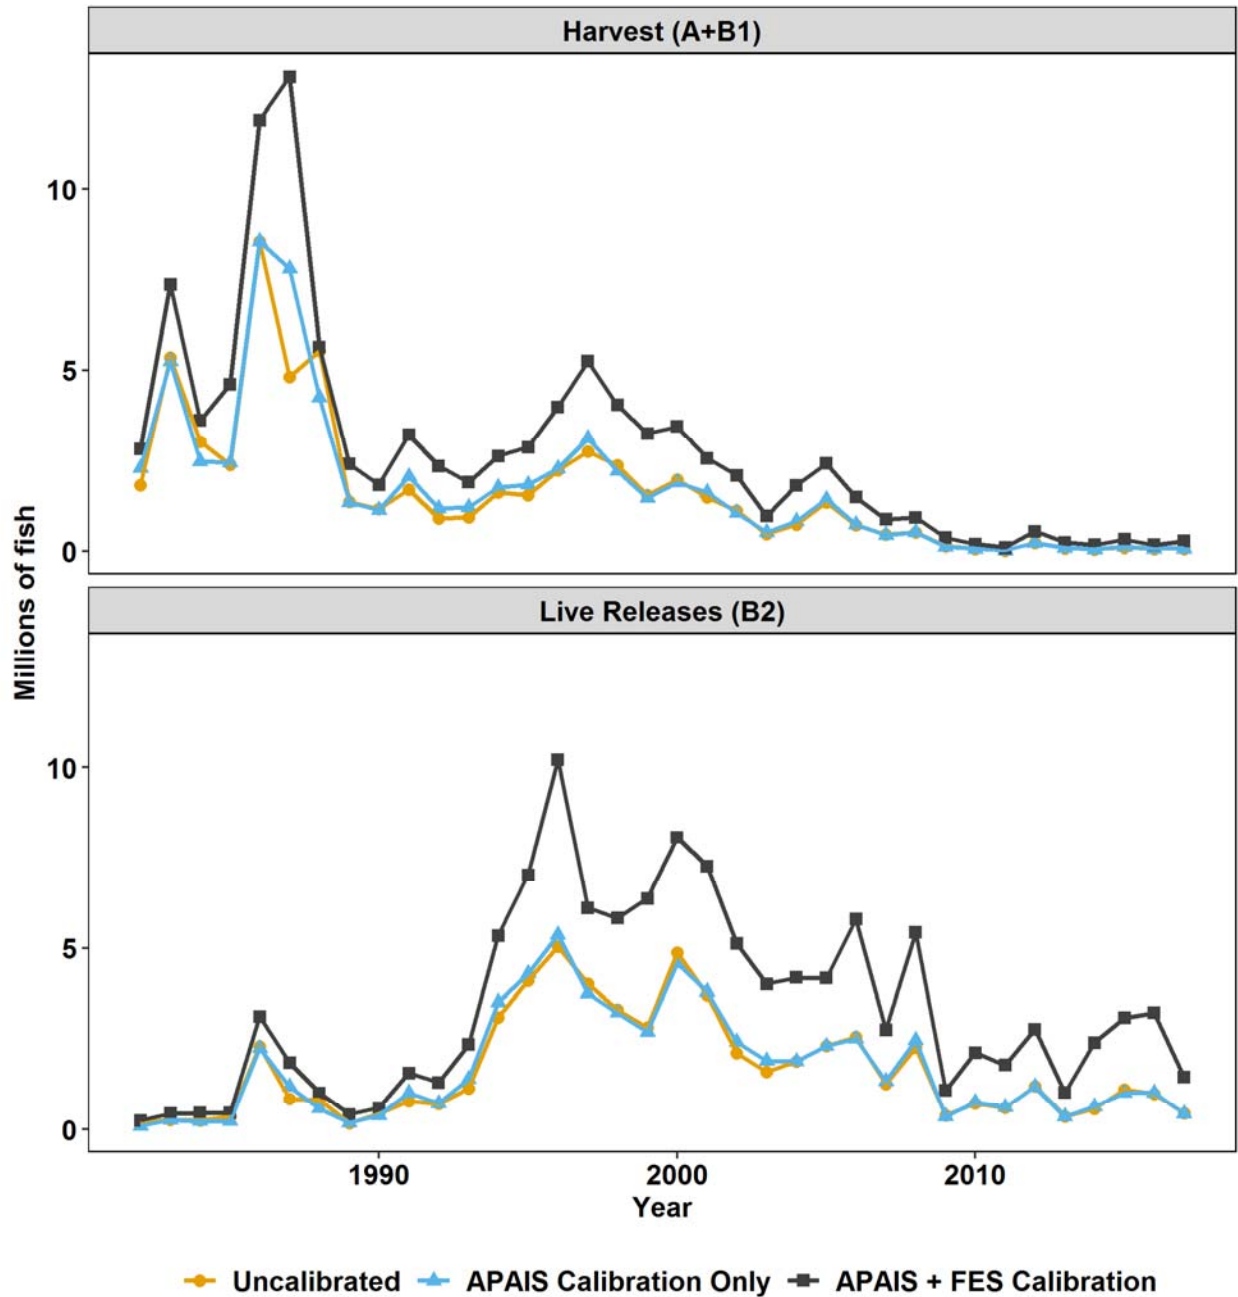 Harvest (A+B1)
10
5
0
Millions of fish
Live Releases (B2)
10
5
0
1990 2000 2010
Year
Uncalibrated APAIS Calibration Only APAIS + FES Calibration